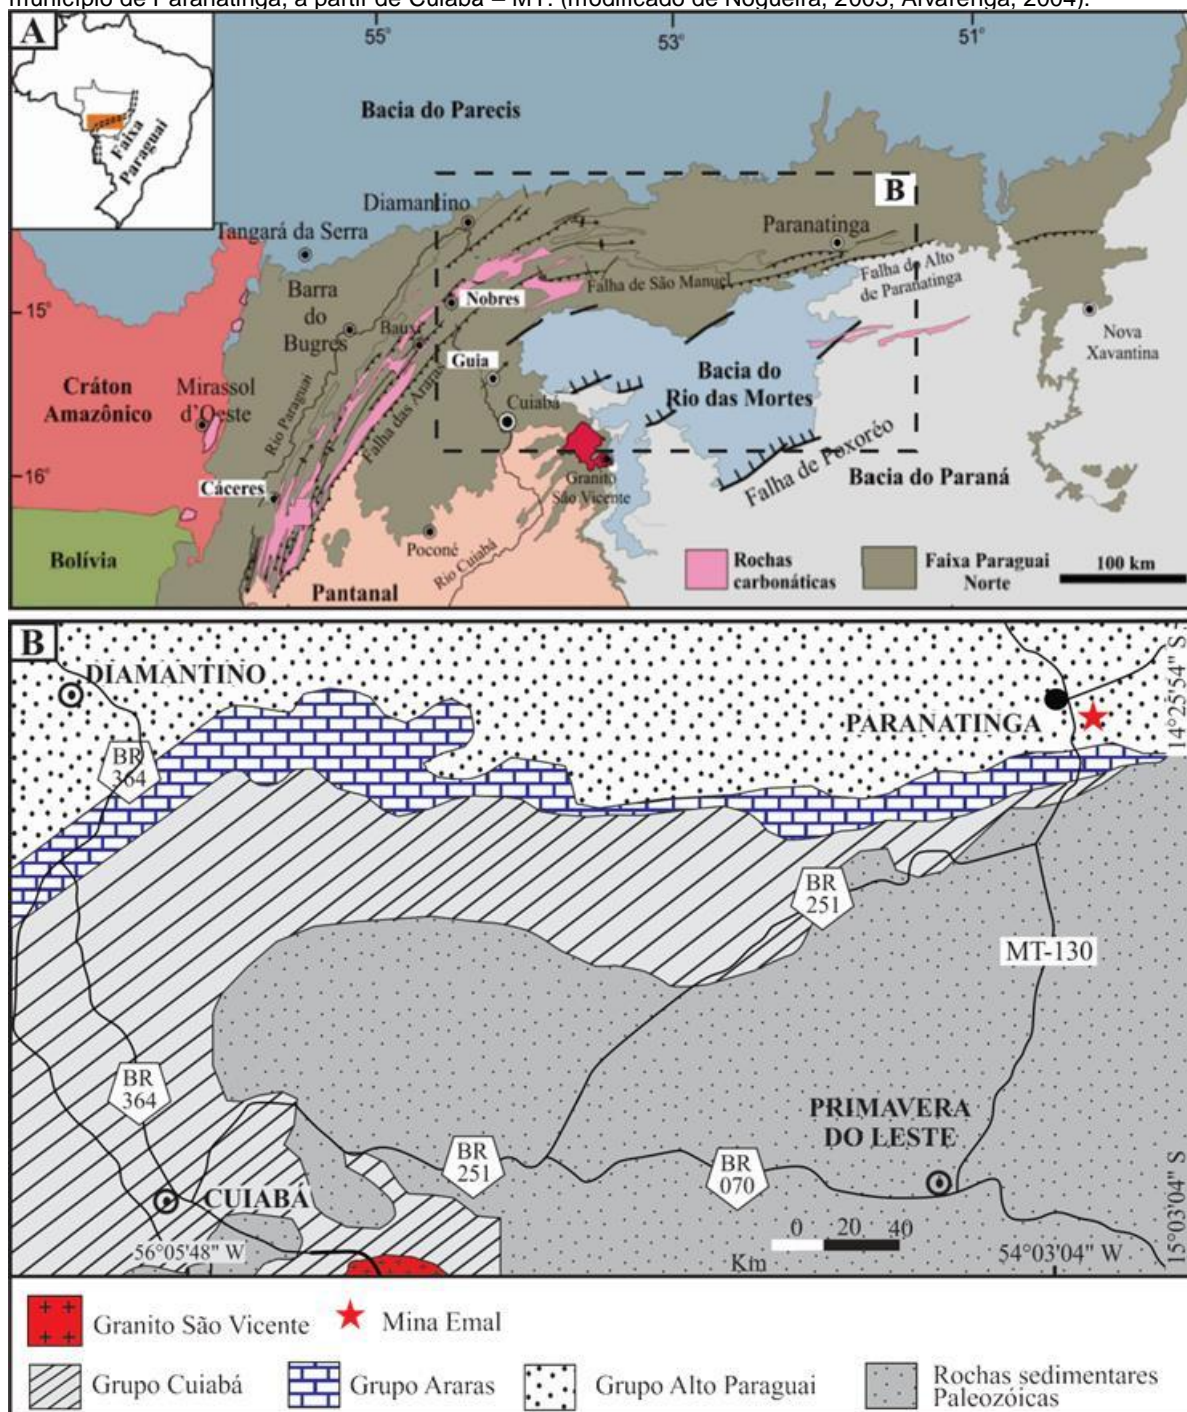 município de Paranatinga, a partir de Cuiabá – MT. (modificado de Nogueira, 2003; Alvarenga, 2004).
A
55°
53°
51°
Faixa
Paraguai
Bacia do Parecis
B
Diamantino
Tangará da Serra
Paranatinga
Falha do Alto
de Paranatinga
Falha de São Manuel
15°
Barra
do
Bugres
Nobres
Bauxi
Nova
Xavantina
Guia
Cráton
Amazônico
Mirassol
d'Oeste
Rio Paraguai
Falha das Araras
Bacia do
Rio das Mortes
Cuiabá
16°
Cáceres
Granito
São Vicente
Falha de Poxoréo
Bacia do Paraná
Bolívia
Poconé
Rio Cuiabá
Pantanal
Rochas
carbonáticas
Faixa Paraguai
Norte
100 km
B
DIAMANTINO
PARANATINGA
14°25'54" S
BR
364
BR
251
MT-130
BR
364
PRIMAVERA
DO LESTE
BR
251
BR
070
CUIABÁ
56°05'48" W
0 20 40
Km
54°03'04" W
15°03'04" S
Granito São Vicente
Mina Emal
Grupo Cuiabá
Grupo Araras
Grupo Alto Paraguai
Rochas sedimentares
Paleozóicas